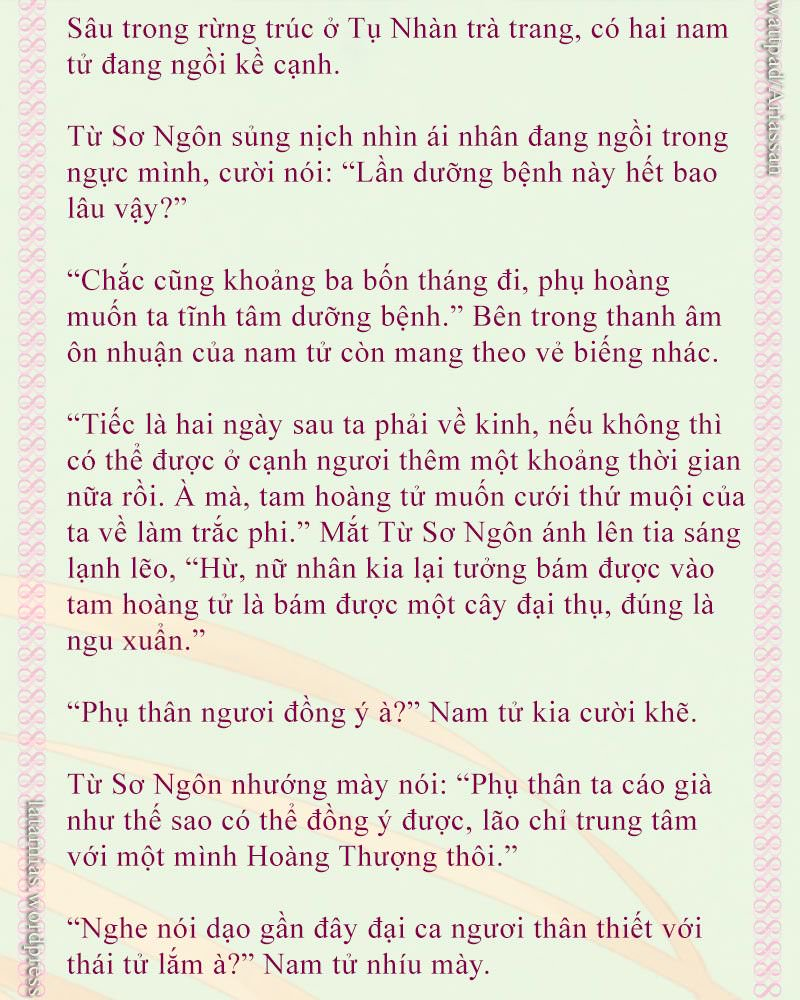 Sâu trong rừng trúc ở Tụ Nhàn trà trang, có hai nam
tử đang ngồi kề cạnh.
Từ Sơ Ngôn sủng nịch nhìn ái nhân đang ngồi trong
ngực mình, cười nói: “Lần dưỡng bệnh này hết bao
lâu vậy?”
“Chắc cũng khoảng ba bốn tháng đi, phụ hoàng
muốn ta tĩnh tâm dưỡng bệnh.” Bên trong thanh âm
ôn nhuận của nam tử còn mang theo vẻ biếng nhác.
“Tiếc là hai ngày sau ta phải về kinh, nếu không thì
có thể được ở cạnh ngươi thêm một khoảng thời gian
nữa rồi. À mà, tam hoàng tử muốn cưới thứ muội của
ta về làm trắc phi.” Mắt Từ Sơ Ngôn ánh lên tia sáng
lạnh lẽo, “Hừ, nữ nhân kia lại tưởng bám được vào
tam hoàng tử là bám được một cây đại thụ, đúng là
ngu xuẩn.”
“Phụ thân ngươi đồng ý à?” Nam tử kia cười khẽ.
Từ Sơ Ngôn nhướng mày nói: “Phụ thân ta cáo già
như thế sao có thể đồng ý được, lão chỉ trung tâm
với một mình Hoàng Thượng thôi.”
“Nghe nói dạo gần đây đại ca ngươi thân thiết với
thái tử lắm à?” Nam tử nhíu mày.
wattpad/Ariassan